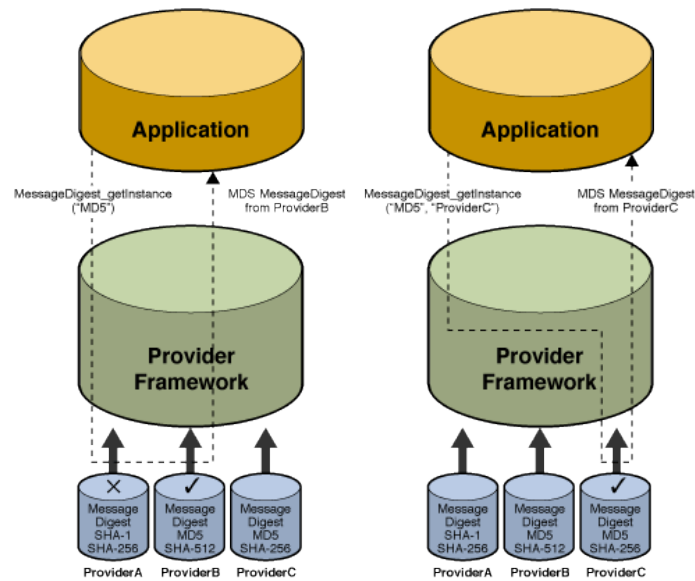 Application
MessageDigest_getInstance
("MD5")
MDS MessageDigest
from ProviderB
Provider
Framework
Message
Digest
SHA-1
SHA-256
ProviderA
Message
Digest
MD5
SHA-512
ProviderB
Message
Digest
MD5
SHA-256
ProviderC
Application
MessageDigest_getInstance
("MD5", "ProviderC")
MDS MessageDigest
from ProviderC
Provider
Framework
Message
Digest
SHA-1
SHA-256
ProviderA
Message
Digest
MD5
SHA-512
ProviderB
Message
Digest
MD5
SHA-256
ProviderC